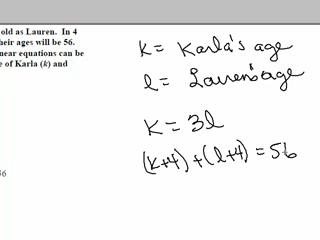 old as Lauren. In 4
heir ages will be 56.
near equations can be
e of Karla (k) and
k = Karla's age
l = Lauren's age
k = 3l
(k+4) + (l+4) = 56